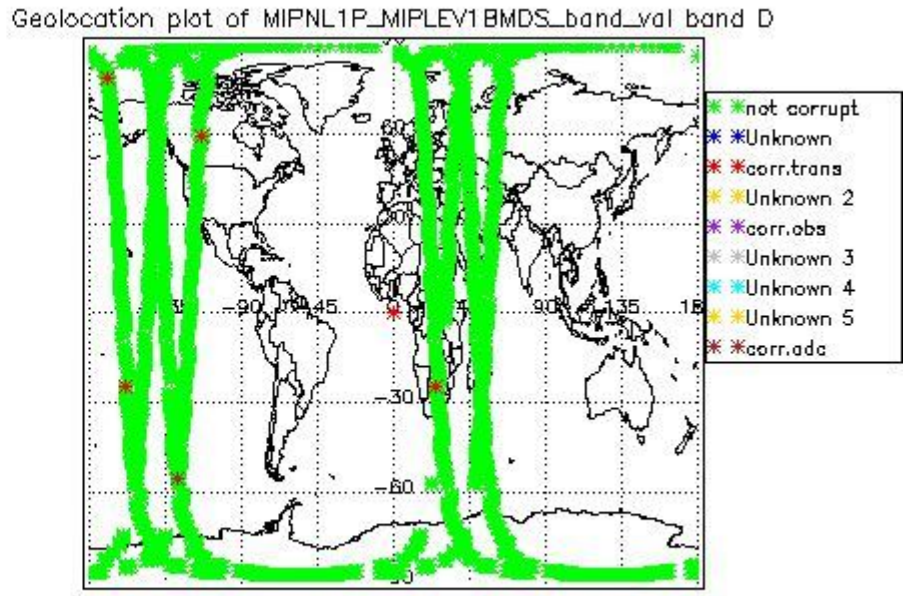 Geolocation plot of MIPNL1P_MIPLEV1BMDS_band_val band D
not corrupt
Unknown
corr.trans
Unknown 2
corr.obs
Unknown 3
Unknown 4
Unknown 5
corr.adc
-90
-45
90
135
-30
-60